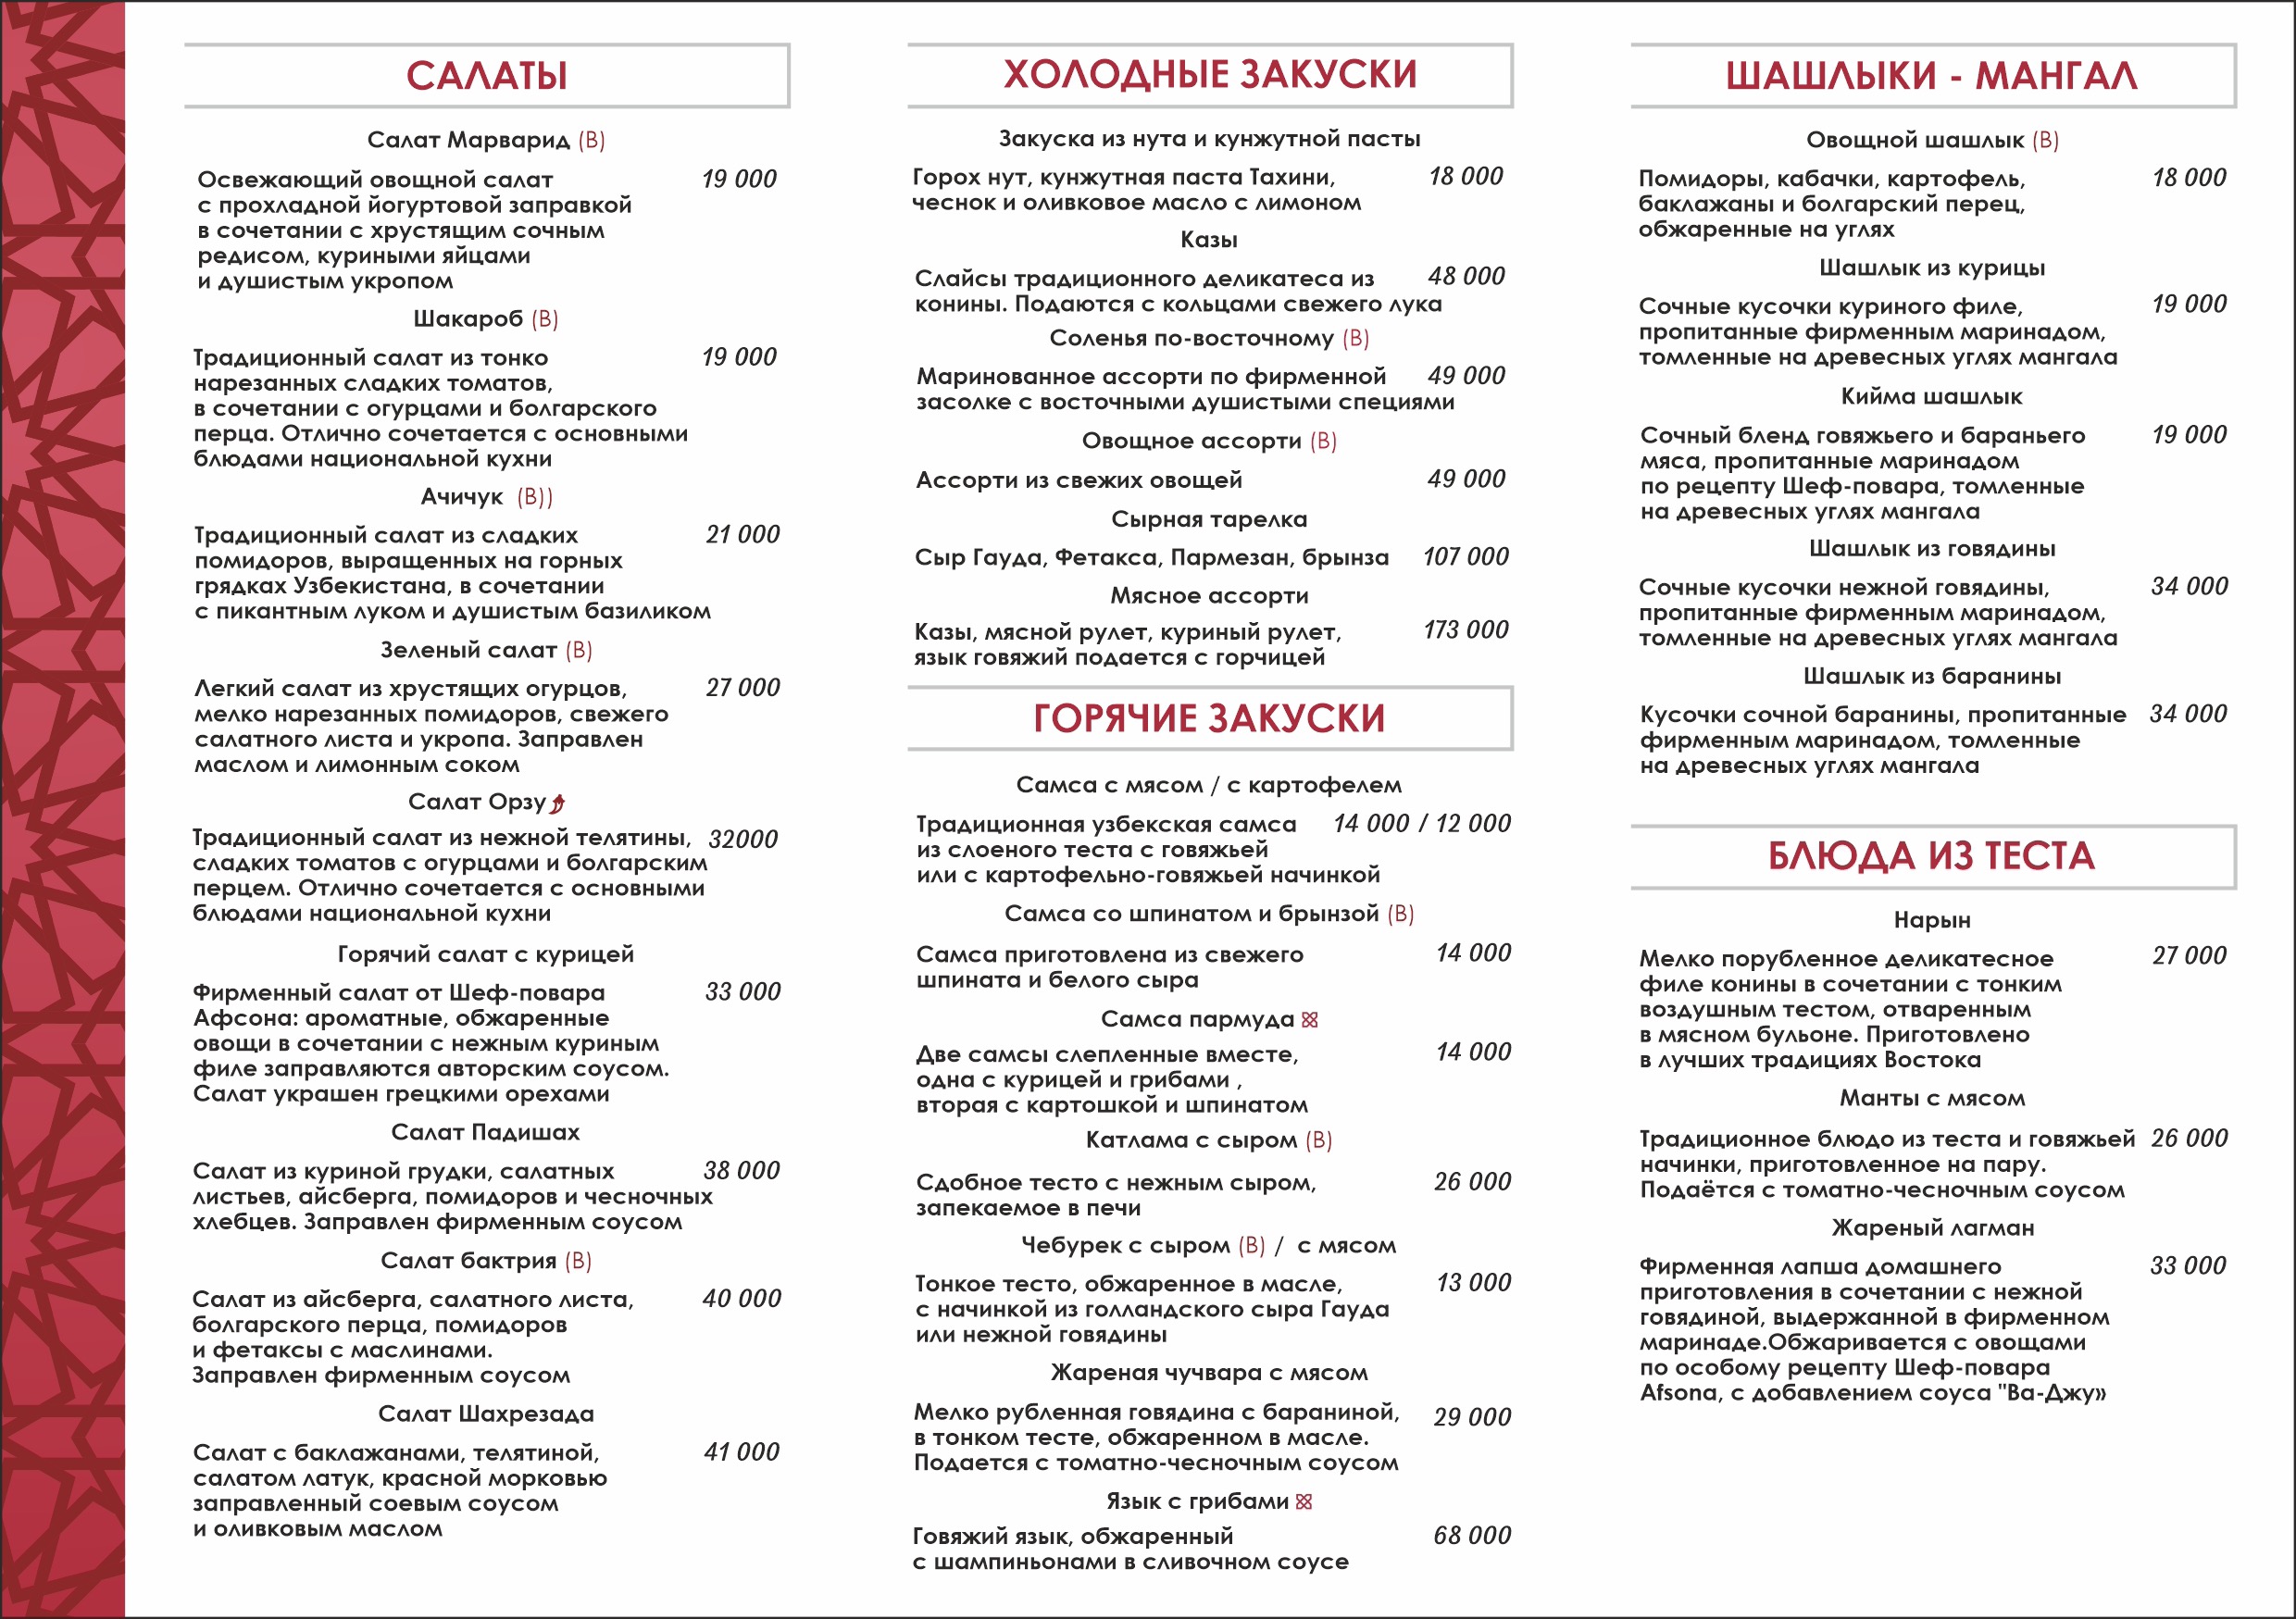 САЛАТЫ
Салат Марварид (В)
Освежающий овощной салат 19 000
с прохладной йогуртовой заправкой
в сочетании с хрустящим сочным
редисом, куриными яйцами
и душистым укропом
Шакароб (В)
Традиционный салат из тонко 19 000
нарезанных сладких томатов,
в сочетании с огурцами и болгарского
перца. Отлично сочетается с основными
блюдами национальной кухни
Ачичук (В))
Традиционный салат из сладких 21 000
помидоров, выращенных на горных
грядках Узбекистана, в сочетании
с пикантным луком и душистым базиликом
Зеленый салат (В)
Легкий салат из хрустящих огурцов, 27 000
мелко нарезанных помидоров, свежего
салатного листа и укропа. Заправлен
маслом и лимонным соком
Салат Орзу
Традиционный салат из нежной телятины, 32000
сладких томатов с огурцами и болгарским
перцем. Отлично сочетается с основными
блюдами национальной кухни
Горячий салат с курицей
Фирменный салат от Шеф-повара 33 000
Афсона: ароматные, обжаренные
овощи в сочетании с нежным куриным
филе заправляются авторским соусом.
Салат украшен грецкими орехами
Салат Падишах
Салат из куриной грудки, салатных 38 000
листьев, айсберга, помидоров и чесночных
хлебцев. Заправлен фирменным соусом
Салат бактрия (В)
Салат из айсберга, салатного листа, 40 000
болгарского перца, помидоров
и фетаксы с маслинами.
Заправлен фирменным соусом
Салат Шахрезада
Салат с баклажанами, телятиной, 41 000
салатом латук, красной морковью
заправленный соевым соусом
и оливковым маслом
ХОЛОДНЫЕ ЗАКУСКИ
Закуска из нута и кунжутной пасты
Горох нут, кунжутная паста Тахини, 18 000
чеснок и оливковое масло с лимоном
Казы
Слайсы традиционного деликатеса из 48 000
конины. Подаются с кольцами свежего лука
Соленья по-восточному (В)
Маринованное ассорти по фирменной 49 000
засолке с восточными душистыми специями
Овощное ассорти (В)
Ассорти из свежих овощей 49 000
Сырная тарелка
Сыр Гауда, Фетакса, Пармезан, брынза 107 000
Мясное ассорти
Казы, мясной рулет, куриный рулет, 173 000
язык говяжий подается с горчицей
ГОРЯЧИЕ ЗАКУСКИ
Самса с мясом / с картофелем
Традиционная узбекская самса 14 000 / 12 000
из слоеного теста с говяжьей
или с картофельно-говяжьей начинкой
Самса со шпинатом и брынзой (В)
Самса приготовлена из свежего 14 000
шпината и белого сыра
Самса пармуда
Две самсы слепленные вместе, 14 000
одна с курицей и грибами ,
вторая с картошкой и шпинатом
Катлама с сыром (В)
Сдобное тесто с нежным сыром, 26 000
запекаемое в печи
Чебурек с сыром (В) / с мясом
Тонкое тесто, обжаренное в масле, 13 000
с начинкой из голландского сыра Гауда
или нежной говядины
Жареная чучвара с мясом
Мелко рубленная говядина с бараниной, 29 000
в тонком тесте, обжаренном в масле.
Подается с томатно-чесночным соусом
Язык с грибами
Говяжий язык, обжаренный 68 000
с шампиньонами в сливочном соусе
ШАШЛЫКИ - МАНГАЛ
Овощной шашлык (В)
Помидоры, кабачки, картофель, 18 000
баклажаны и болгарский перец,
обжаренные на углях
Шашлык из курицы
Сочные кусочки куриного филе, 19 000
пропитанные фирменным маринадом,
томленные на древесных углях мангала
Кийма шашлык
Сочный бленд говяжьего и бараньего 19 000
мяса, пропитанные маринадом
по рецепту Шеф-повара, томленные
на древесных углях мангала
Шашлык из говядины
Сочные кусочки нежной говядины, 34 000
пропитанные фирменным маринадом,
томленные на древесных углях мангала
Шашлык из баранины
Кусочки сочной баранины, пропитанные 34 000
фирменным маринадом, томленные
на древесных углях мангала
БЛЮДА ИЗ ТЕСТА
Нарын
Мелко порубленное деликатесное 27 000
филе конины в сочетании с тонким
воздушным тестом, отваренным
в мясном бульоне. Приготовлено
в лучших традициях Востока
Манты с мясом
Традиционное блюдо из теста и говяжьей 26 000
начинки, приготовленное на пару.
Подаётся с томатно-чесночным соусом
Жареный лагман
Фирменная лапша домашнего 33 000
приготовления в сочетании с нежной
говядиной, выдержанной в фирменном
маринаде.Обжаривается с овощами
по особому рецепту Шеф-повара
Afsona, с добавлением соуса "Ва-Джу»